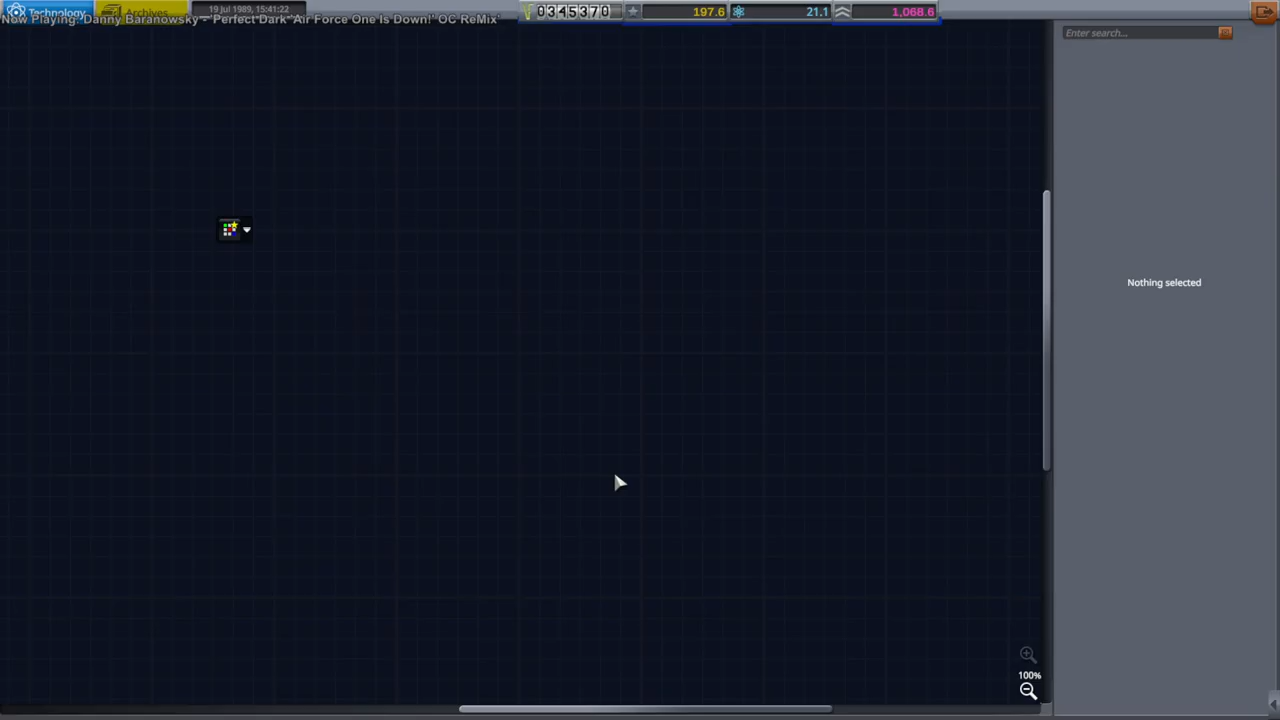 Technology
Archives
19 Jul 1989, 15:41:22
0345370
197.6
21.1
1,068.6
Now Playing: Danny Baranowsky - 'Perfect Dark 'Air Force One Is Down!' OC ReMix'
Enter search...
Nothing selected
100%